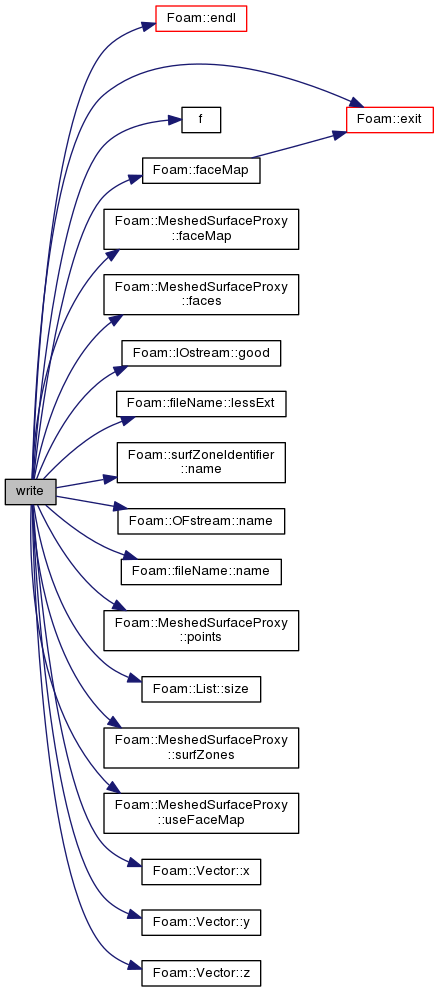 Foam::endl
f
Foam::exit
Foam::faceMap
Foam::MeshedSurfaceProxy
::faceMap
Foam::MeshedSurfaceProxy
::faces
Foam::IOstream::good
Foam::fileName::lessExt
Foam::surfZoneIdentifier
::name
write
Foam::OFstream::name
Foam::fileName::name
Foam::MeshedSurfaceProxy
::points
Foam::List::size
Foam::MeshedSurfaceProxy
::surfZones
Foam::MeshedSurfaceProxy
::useFaceMap
Foam::Vector::x
Foam::Vector::y
Foam::Vector::z